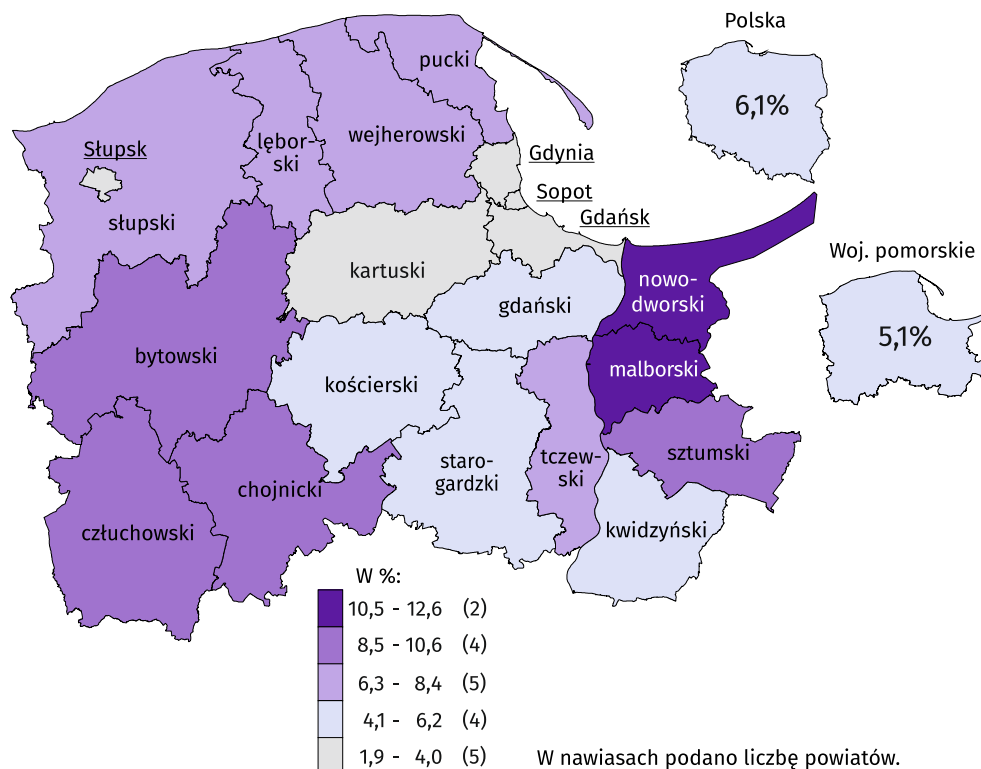 Polska
6,1%
pucki
wejherowski
lębor-
ski
Słupsk
Gdynia
Sopot
Gdańsk
słupski
Woj. pomorskie
5,1%
kartuski
nowo-
dworski
gdański
bytowski
malborski
kościerski
sztumski
staro-
gardzki
tczew-
ski
chojnicki
człuchowski
kwidzyński
W %:
10,5 - 12,6 (2)
8,5 - 10,6 (4)
6,3 - 8,4 (5)
4,1 - 6,2 (4)
1,9 - 4,0 (5)
W nawiasach podano liczbę powiatów.